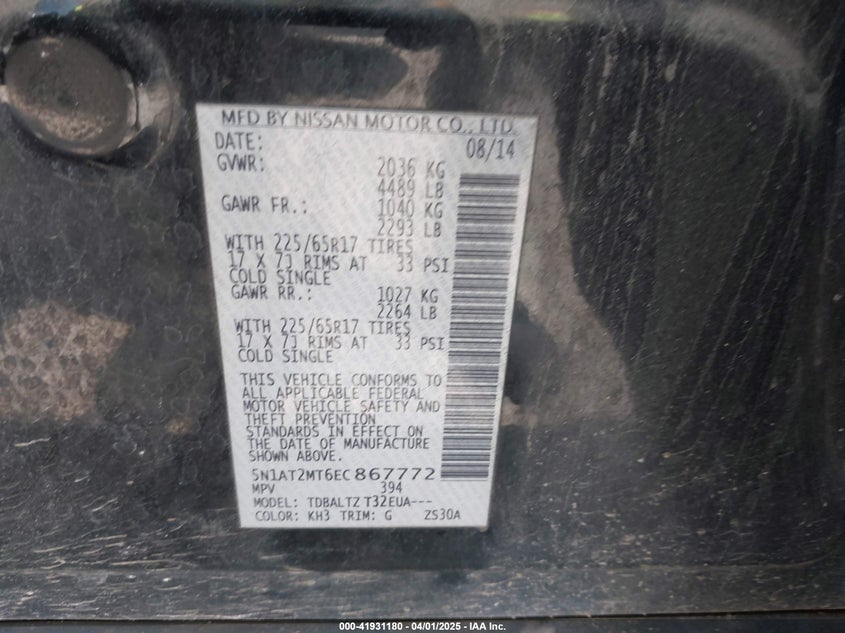 MFD BY NISSAN MOTOR CO., LTD.
DATE: 08/14
GVWR: 2036 KG
4489 LB
GAWR FR.: 1040 KG
2293 LB
WITH 225/65R17 TIRES
17 X 7J RIMS AT 33 PSI
COLD SINGLE
GAWR RR.: 1027 KG
2264 LB
WITH 225/65R17 TIRES
17 X 7J RIMS AT 33 PSI
COLD SINGLE
THIS VEHICLE CONFORMS TO
ALL APPLICABLE FEDERAL
MOTOR VEHICLE SAFETY AND
THEFT PREVENTION
STANDARDS IN EFFECT ON
THE DATE OF MANUFACTURE
SHOWN ABOVE.
5N1AT2MT6EC867772
MPV 394
MODEL: TDBALTZ T32EUA---
COLOR: KH3 TRIM: G ZS30A
000-41931180 - 04/01/2025 - IAA Inc.